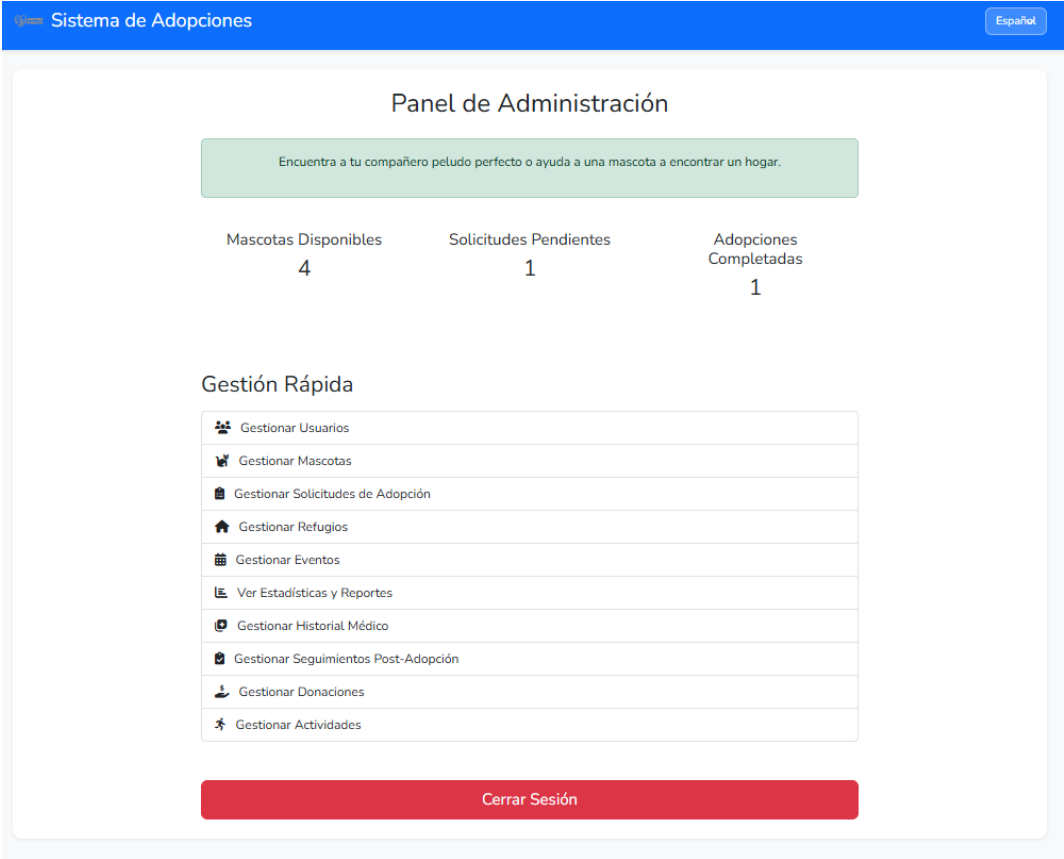 Sistema de Adopciones
Español
Panel de Administración
Encuentra a tu compañero peludo perfecto o ayuda a una mascota a encontrar un hogar.
Mascotas Disponibles
4
Solicitudes Pendientes
1
Adopciones
Completadas
1
Gestión Rápida
Gestionar Usuarios
Gestionar Mascotas
Gestionar Solicitudes de Adopción
Gestionar Refugios
Gestionar Eventos
Ver Estadísticas y Reportes
Gestionar Historial Médico
Gestionar Seguimientos Post-Adopción
Gestionar Donaciones
Gestionar Actividades
Cerrar Sesión